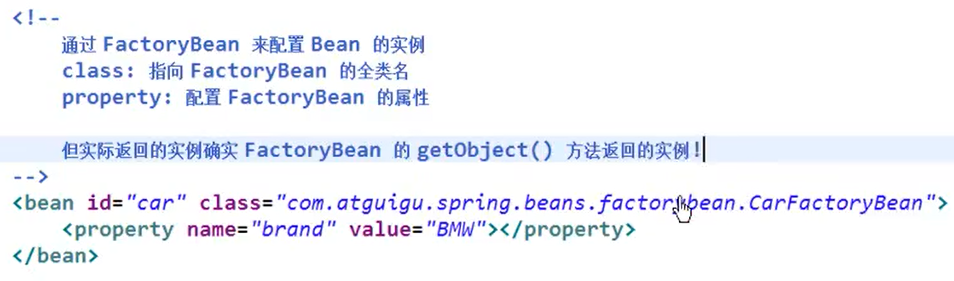 <!--
通过 FactoryBean 来配置 Bean 的实例
class: 指向 FactoryBean 的全类名
property: 配置 FactoryBean 的属性
但实际返回的实例确实 FactoryBean 的 getObject() 方法返回的实例!
-->
<bean id="car" class="com.atguigu.spring.beans.factorybean.CarFactoryBean">
<property name="brand" value="BMW"></property>
</bean>